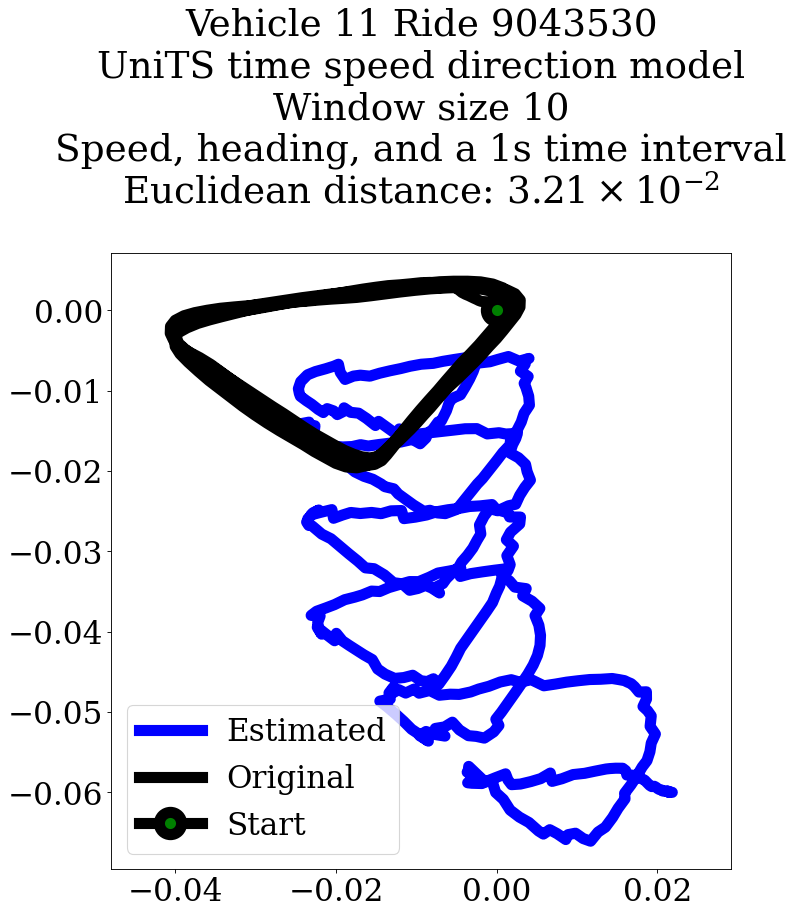 Vehicle 11 Ride 9043530
UniTS time speed direction model
Window size 10
Speed, heading, and a 1s time interval
Euclidean distance: 3.21 × 10⁻²
0.00
−0.01
−0.02
−0.03
−0.04
−0.05
−0.06
Estimated
Original
Start
−0.04 −0.02 0.00 0.02